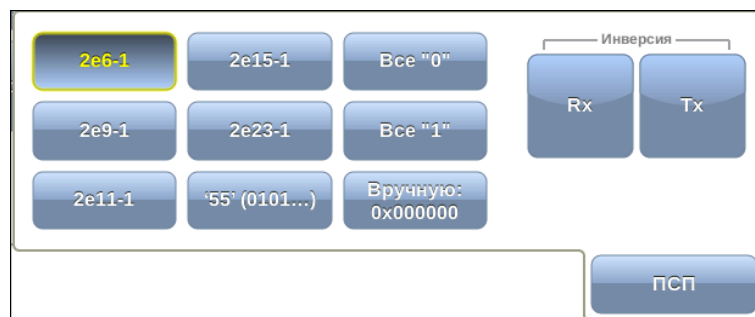 Инверсия
2e6-1 2e15-1 Все "0"
Rx Tx
2e9-1 2e23-1 Все "1"
2e11-1 ‘55’ (0101...) Вручную:
0x000000
ПСП